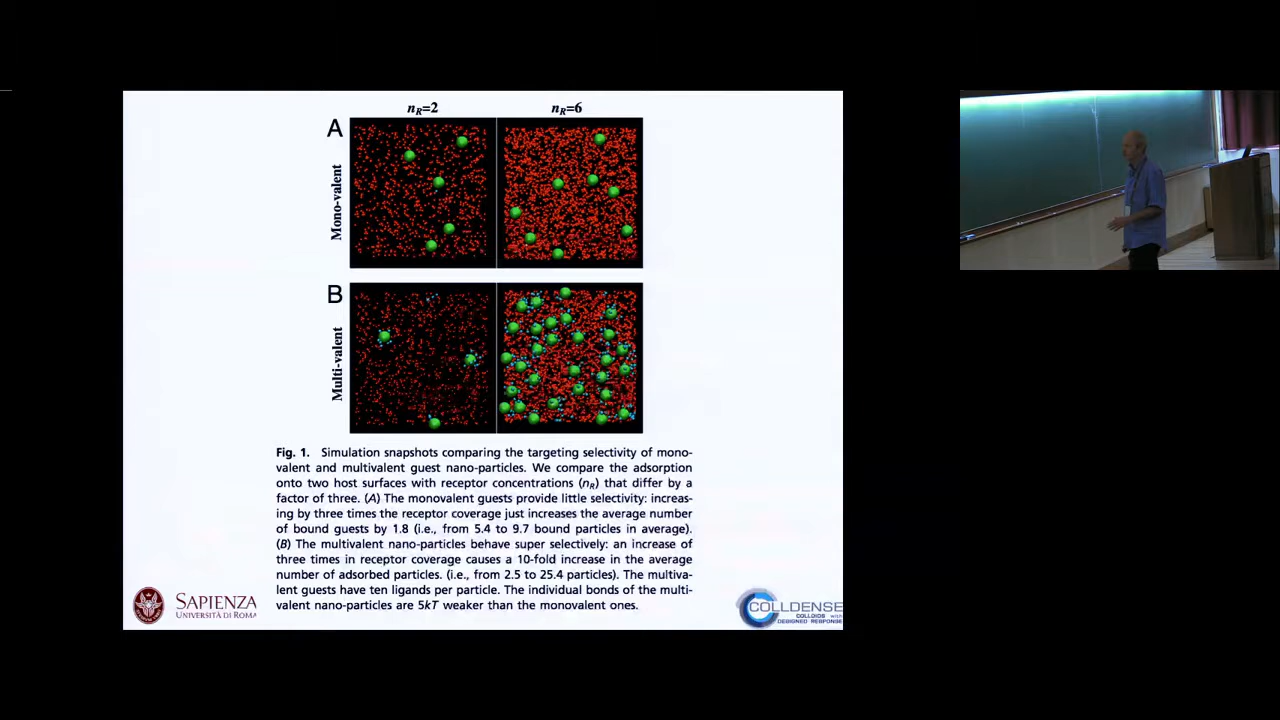 n_R=2
n_R=6
A
Mono-valent
B
Multi-valent
Fig. 1. Simulation snapshots comparing the targeting selectivity of mono-
valent and multivalent guest nano-particles. We compare the adsorption
onto two host surfaces with receptor concentrations (n_R) that differ by a
factor of three. (A) The monovalent guests provide little selectivity: increas-
ing by three times the receptor coverage just increases the average number
of bound guests by 1.8 (i.e., from 5.4 to 9.7 bound particles in average).
(B) The multivalent nano-particles behave super selectively: an increase of
three times in receptor coverage causes a 10-fold increase in the average
number of adsorbed particles. (i.e., from 2.5 to 25.4 particles). The multiva-
lent guests have ten ligands per particle. The individual bonds of the multi-
valent nano-particles are 5kT weaker than the monovalent ones.
SAPIENZA
UNIVERSITÀ DI ROMA
COLLDENSE
COLLOIDS WITH
DESIGNED RESPONSE